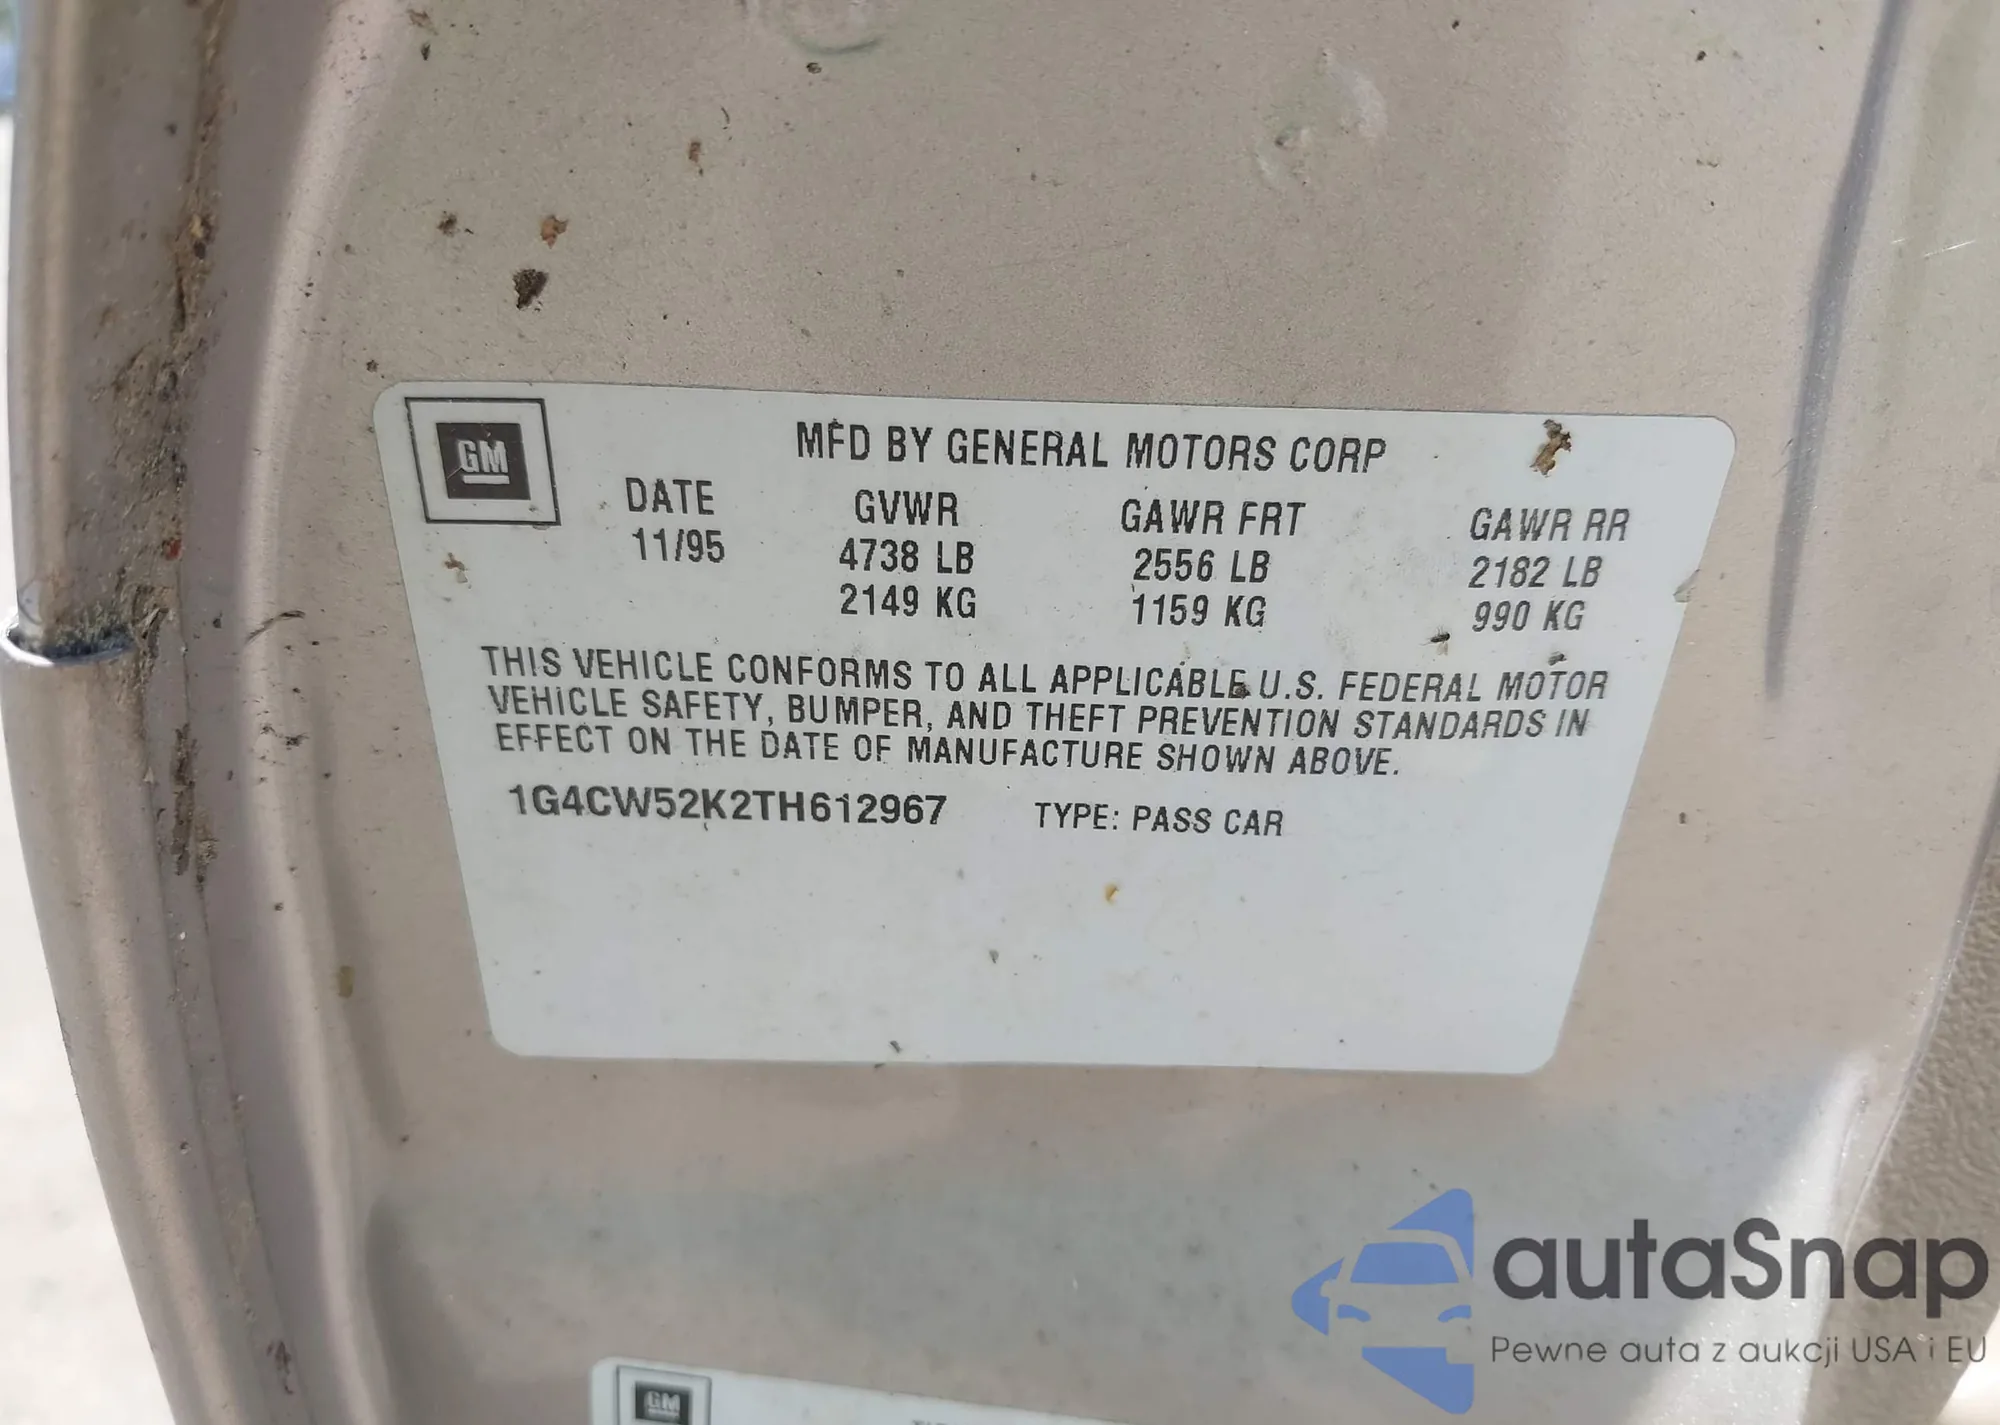 GM
MFD BY GENERAL MOTORS CORP
DATE GVWR GAWR FRT GAWR RR
11/95 4738 LB 2556 LB 2182 LB
2149 KG 1159 KG 990 KG
THIS VEHICLE CONFORMS TO ALL APPLICABLE U.S. FEDERAL MOTOR
VEHICLE SAFETY, BUMPER, AND THEFT PREVENTION STANDARDS IN
EFFECT ON THE DATE OF MANUFACTURE SHOWN ABOVE.
1G4CW52K2TH612967 TYPE: PASS CAR
autaSnap
Pewne auta z aukcji USA i EU
GM